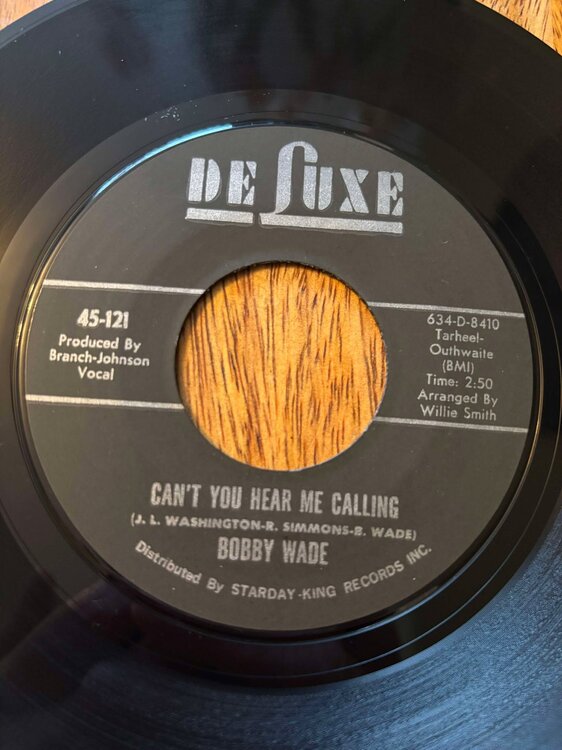 DE LUXE
45-121
Produced By
Branch-Johnson
Vocal
634-D-8410
Tarheel-
Outhwaite
(BMI)
Time: 2:50
Arranged By
Willie Smith
CAN'T YOU HEAR ME CALLING
(J. L. WASHINGTON-R. SIMMONS-B. WADE)
BOBBY WADE
Distributed By STARDAY-KING RECORDS INC.